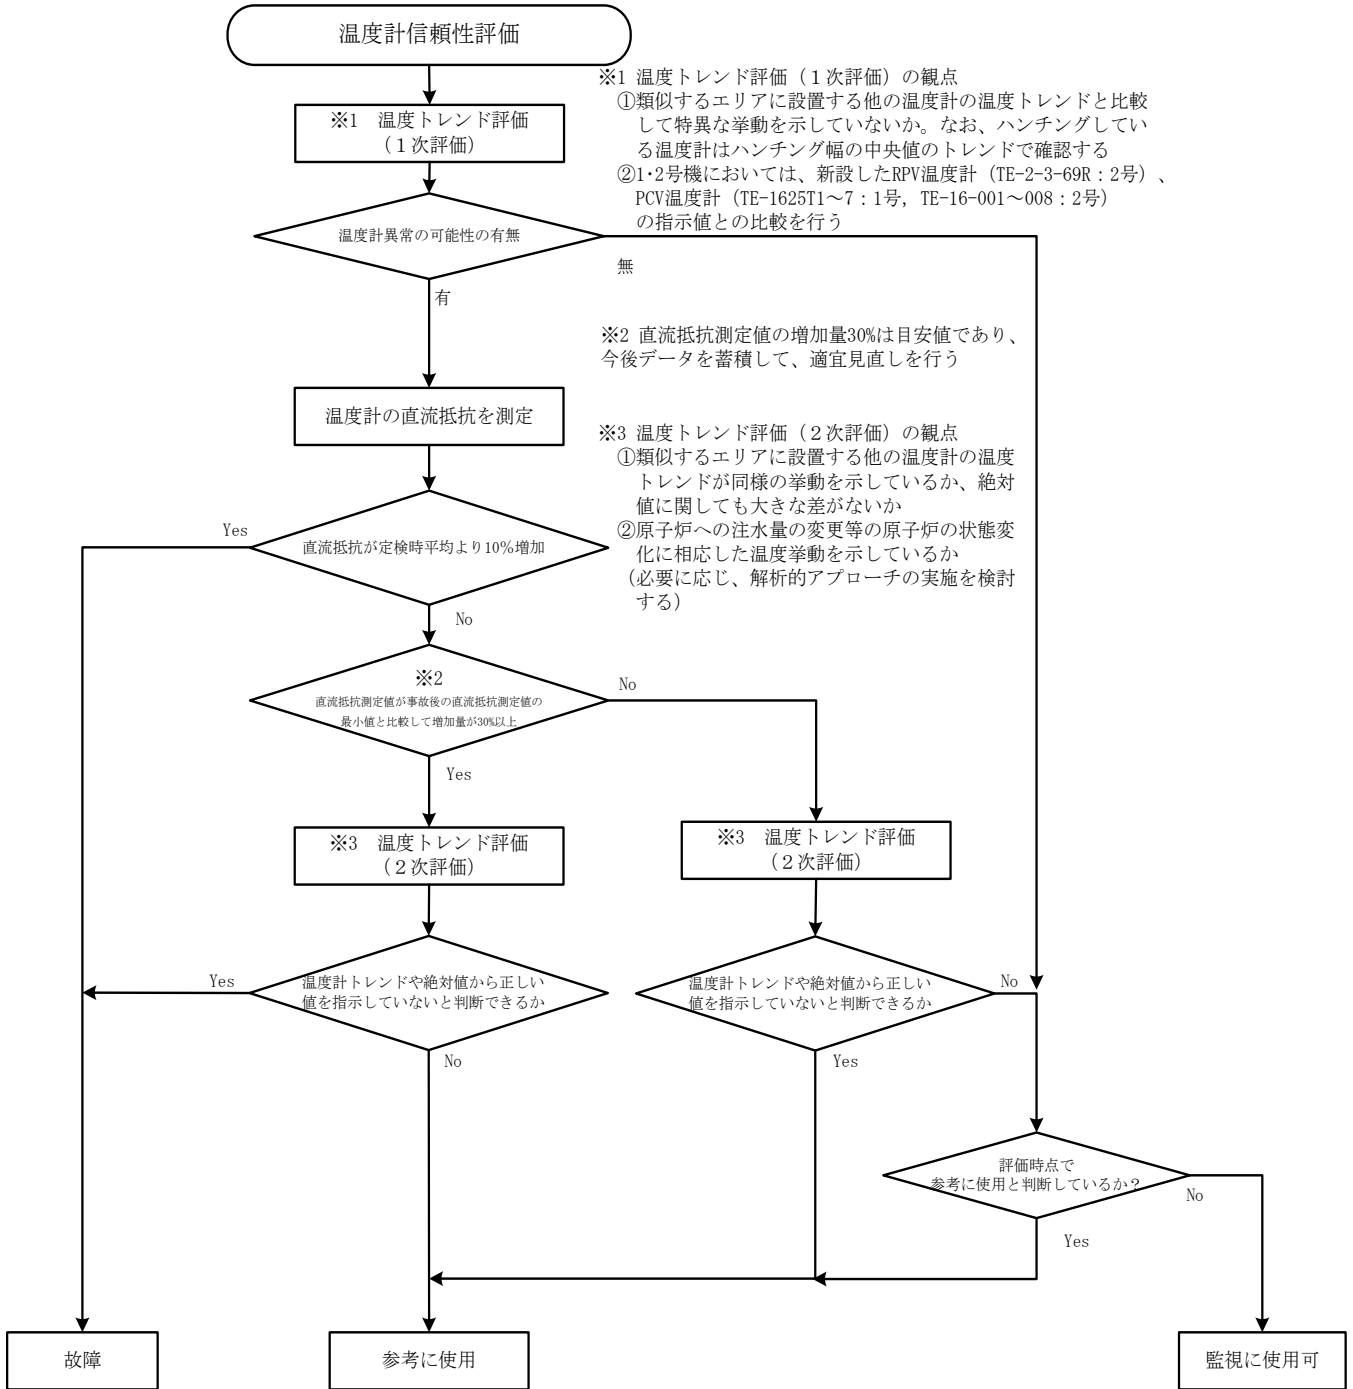 温度計信頼性評価
※1 温度トレンド評価(1次評価)の観点
①類似するエリアに設置する他の温度計の温度トレンドと比較
して特異な挙動を示していないか。なお、ハンチングしてい
る温度計はハンチング幅の中央値のトレンドで確認する
②1・2号機においては、新設したRPV温度計(TE-2-3-69R:2号)、
PCV温度計(TE-1625T1~7:1号, TE-16-001~008:2号)
の指示値との比較を行う
※1 温度トレンド評価
(1次評価)
温度計異常の可能性の有無
無
有
※2 直流抵抗測定値の増加量30%は目安値であり、
今後データを蓄積して、適宜見直しを行う
温度計の直流抵抗を測定
※3 温度トレンド評価(2次評価)の観点
①類似するエリアに設置する他の温度計の温度
トレンドが同様の挙動を示しているか、絶対
値に関しても大きな差がないか
②原子炉への注水量の変更等の原子炉の状態変
化に相応した温度挙動を示しているか
(必要に応じ、解析的アプローチの実施を検討
する)
Yes
直流抵抗が定検時平均より10%増加
No
※2
直流抵抗測定値が事故後の直流抵抗測定値の
最小値と比較して増加量が30%以上
No
Yes
※3 温度トレンド評価
(2次評価)
※3 温度トレンド評価
(2次評価)
Yes
温度計トレンドや絶対値から正しい
値を指示していないと判断できるか
No
温度計トレンドや絶対値から正しい
値を指示していないと判断できるか
No
Yes
評価時点で
参考に使用と判断しているか?
No
Yes
故障
参考に使用
監視に使用可